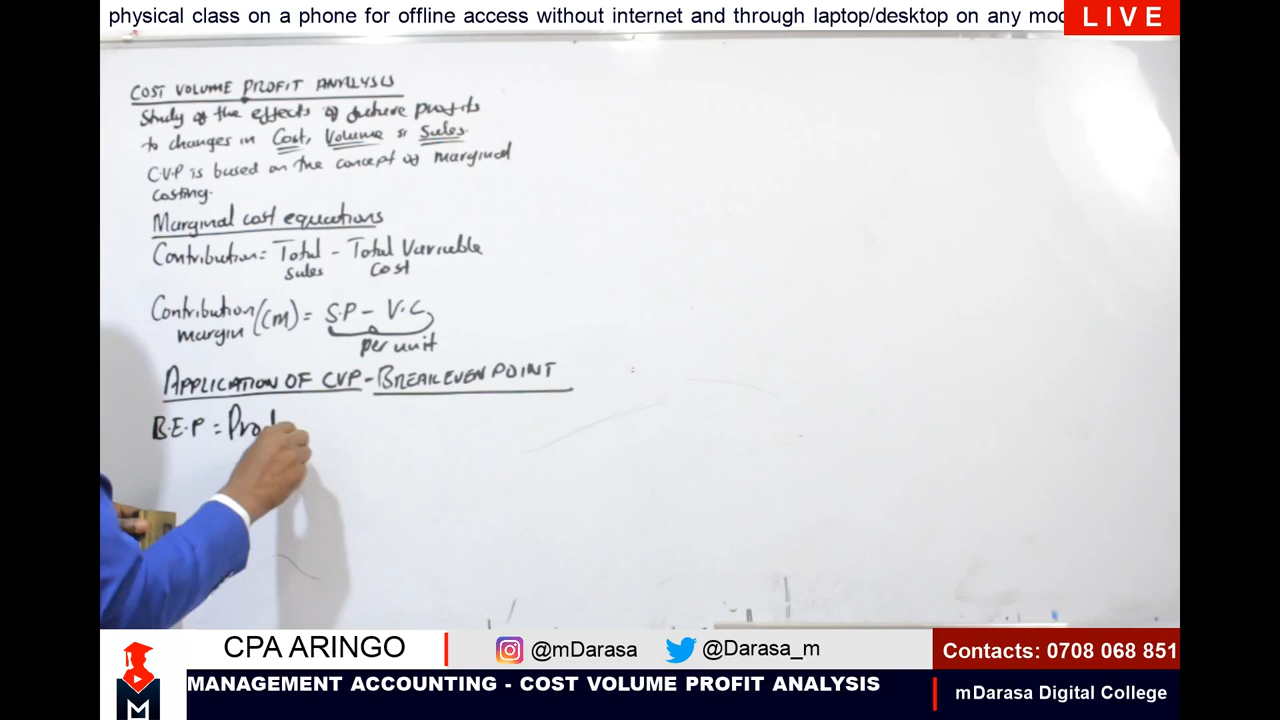 physical class on a phone for offline access without internet and through laptop/desktop on any mod
LIVE
COST VOLUME PROFIT ANALYSIS
Study of the effects of future profits
to changes in Cost, Volume & Sales.
C.V.P is based on the concept of marginal
costing.
Marginal cost equations
Contribution = Total - Total Variable
sales cost
Contribution margin (cm) = S.P - V.C
per unit
APPLICATION OF CVP - BREAKEVEN POINT
B.E.P = Prod
CPA ARINGO
@mDarasa
@Darasa_m
Contacts: 0708 068 851
MANAGEMENT ACCOUNTING - COST VOLUME PROFIT ANALYSIS
mDarasa Digital College
M